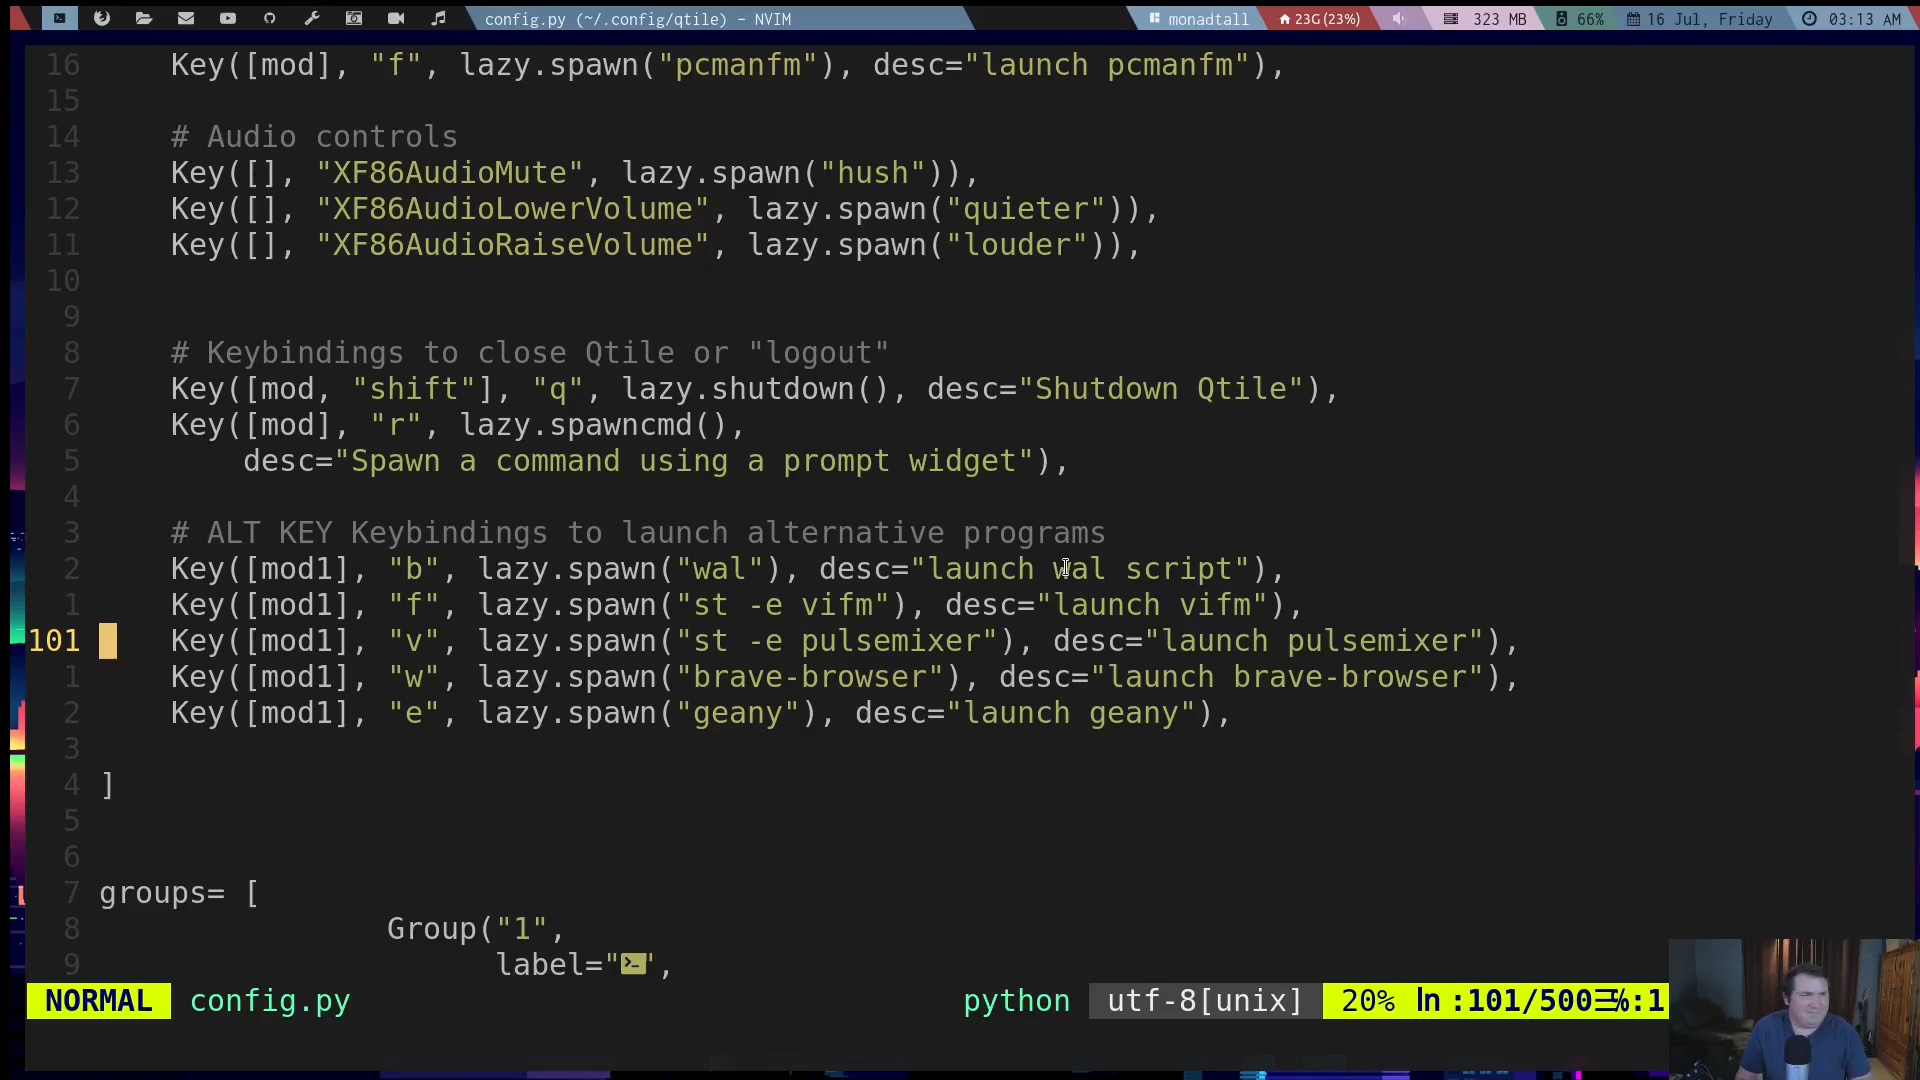 config.py (~/.config/qtile) – NVIM
monadtall
23G(23%)
323 MB
66%
16 Jul, Friday
03:13 AM
16 Key([mod], "f", lazy.spawn("pcmanfm"), desc="launch pcmanfm"),
15
14 # Audio controls
13 Key([], "XF86AudioMute", lazy.spawn("hush")),
12 Key([], "XF86AudioLowerVolume", lazy.spawn("quieter")),
11 Key([], "XF86AudioRaiseVolume", lazy.spawn("louder")),
10
9
8 # Keybindings to close Qtile or "logout"
7 Key([mod, "shift"], "q", lazy.shutdown(), desc="Shutdown Qtile"),
6 Key([mod], "r", lazy.spawncmd(),
5 desc="Spawn a command using a prompt widget"),
4
3 # ALT KEY Keybindings to launch alternative programs
2 Key([mod1], "b", lazy.spawn("wal"), desc="launch wal script"),
1 Key([mod1], "f", lazy.spawn("st -e vifm"), desc="launch vifm"),
101 Key([mod1], "v", lazy.spawn("st -e pulsemixer"), desc="launch pulsemixer"),
1 Key([mod1], "w", lazy.spawn("brave-browser"), desc="launch brave-browser"),
2 Key([mod1], "e", lazy.spawn("geany"), desc="launch geany"),
3
4 ]
5
6
7 groups= [
8 Group("1",
9 label="",
NORMAL config.py python utf-8[unix] 20% ln :101/500☰%:1